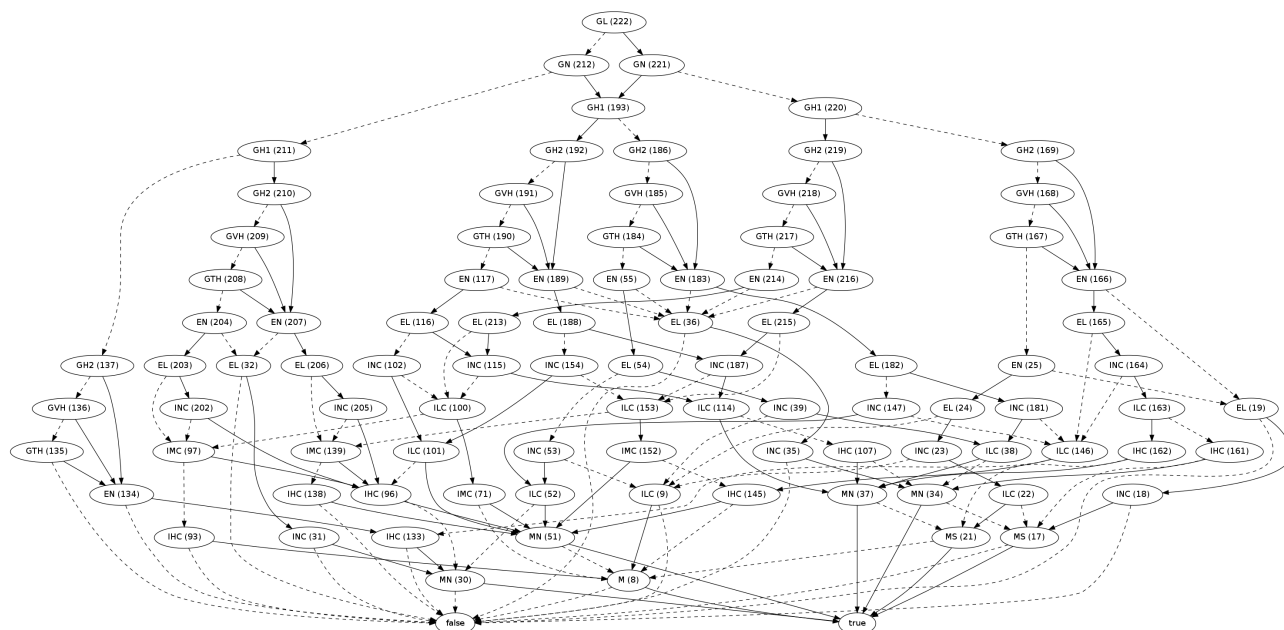 GL (222)
GN (212) GN (221)
GH1 (193) GH1 (220)
GH1 (211) GH2 (192) GH2 (186) GH2 (219) GH2 (169)
GH2 (210) GVH (191) GVH (185) GVH (218) GVH (168)
GVH (209) GTH (190) GTH (184) GTH (217) GTH (167)
GTH (208) EN (117) EN (189) EN (55) EN (183) EN (214) EN (216) EN (166)
EN (204) EN (207) EL (116) EL (213) EL (188) EL (36) EL (215) EL (165)
GH2 (137) EL (203) EL (32) EL (206) INC (102) INC (115) INC (154) EL (54) INC (187) EL (182) EN (25) INC (164)
GVH (136) INC (202) INC (205) ILC (100) ILC (153) ILC (114) INC (39) INC (147) EL (24) INC (181) ILC (163) EL (19)
GTH (135) IMC (97) IMC (139) ILC (101) INC (53) IMC (152) INC (35) IHC (107) INC (23) ILC (38) ILC (146) IHC (162) IHC (161)
EN (134) IHC (138) IHC (96) IMC (71) ILC (52) ILC (9) IHC (145) MN (37) MN (34) ILC (22) INC (18)
IHC (93) INC (31) IHC (133) MN (51) MS (21) MS (17)
MN (30) M (8)
false true